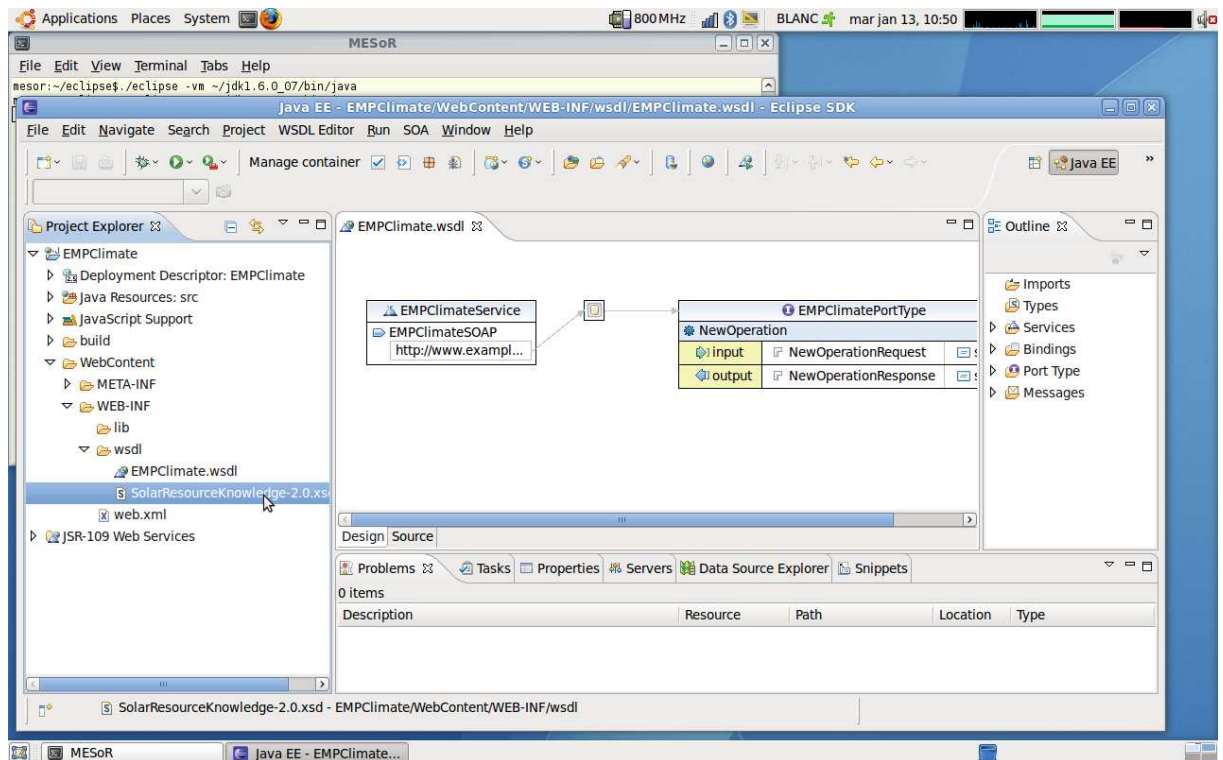 Applications Places System 800 MHz BLANC mar jan 13, 10:50
MESoR
File Edit View Terminal Tabs Help
mesor:~/eclipse$./eclipse -vm ~/jdk1.6.0_07/bin/java
Java EE - EMPClimate/WebContent/WEB-INF/wsdl/EMPClimate.wsdl - Eclipse SDK
File Edit Navigate Search Project WSDL Editor Run SOA Window Help
Manage container Java EE »
Project Explorer
EMPClimate
Deployment Descriptor: EMPClimate
Java Resources: src
JavaScript Support
build
WebContent
META-INF
WEB-INF
lib
wsdl
EMPClimate.wsdl
SolarResourceKnowledge-2.0.xs
web.xml
JSR-109 Web Services
EMPClimate.wsdl
EMPClimateService
EMPClimateSOAP
http://www.exampl...
EMPClimatePortType
NewOperation
input NewOperationRequest
output NewOperationResponse
Design Source
Outline
Imports
Types
Services
Bindings
Port Type
Messages
Problems Tasks Properties Servers Data Source Explorer Snippets
0 items
Description Resource Path Location Type
SolarResourceKnowledge-2.0.xsd - EMPClimate/WebContent/WEB-INF/wsdl
MESoR Java EE - EMPClimate...